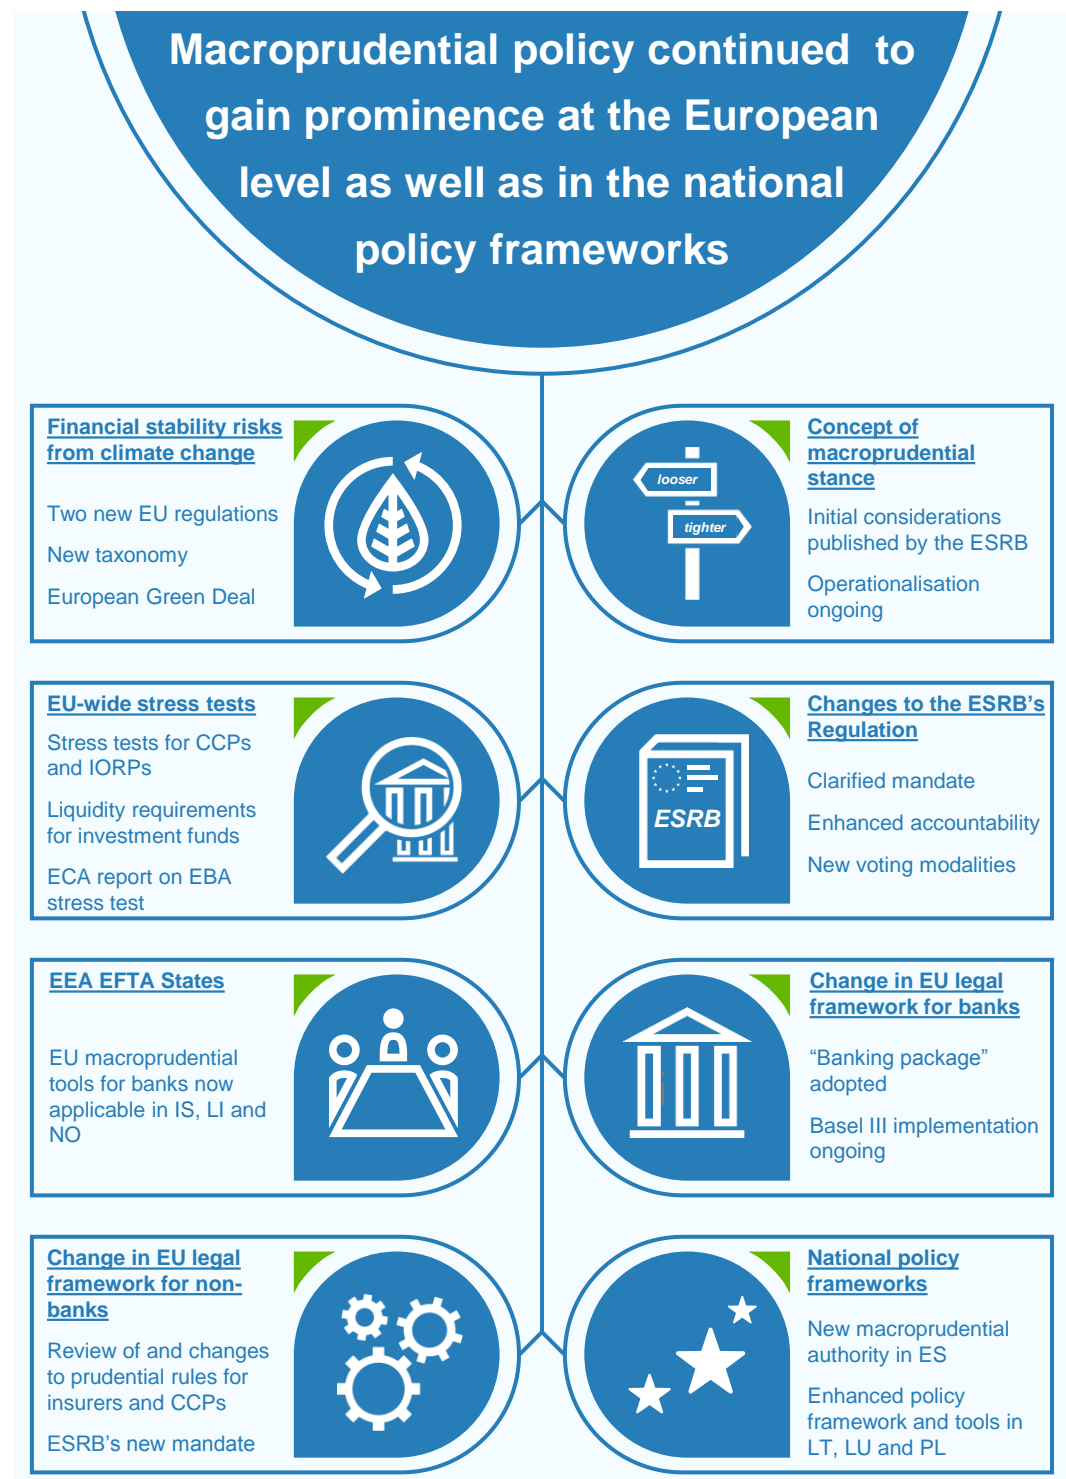 Macroprudential policy continued to
gain prominence at the European
level as well as in the national
policy frameworks
Financial stability risks
from climate change
Two new EU regulations
New taxonomy
European Green Deal
looser
tighter
Concept of
macroprudential
stance
Initial considerations
published by the ESRB
Operationalisation
ongoing
EU-wide stress tests
Stress tests for CCPs
and IORPs
Liquidity requirements
for investment funds
ECA report on EBA
stress test
ESRB
Changes to the ESRB's
Regulation
Clarified mandate
Enhanced accountability
New voting modalities
EEA EFTA States
EU macroprudential
tools for banks now
applicable in IS, LI and
NO
Change in EU legal
framework for banks
“Banking package”
adopted
Basel III implementation
ongoing
Change in EU legal
framework for non-
banks
Review of and changes
to prudential rules for
insurers and CCPs
ESRB's new mandate
National policy
frameworks
New macroprudential
authority in ES
Enhanced policy
framework and tools in
LT, LU and PL